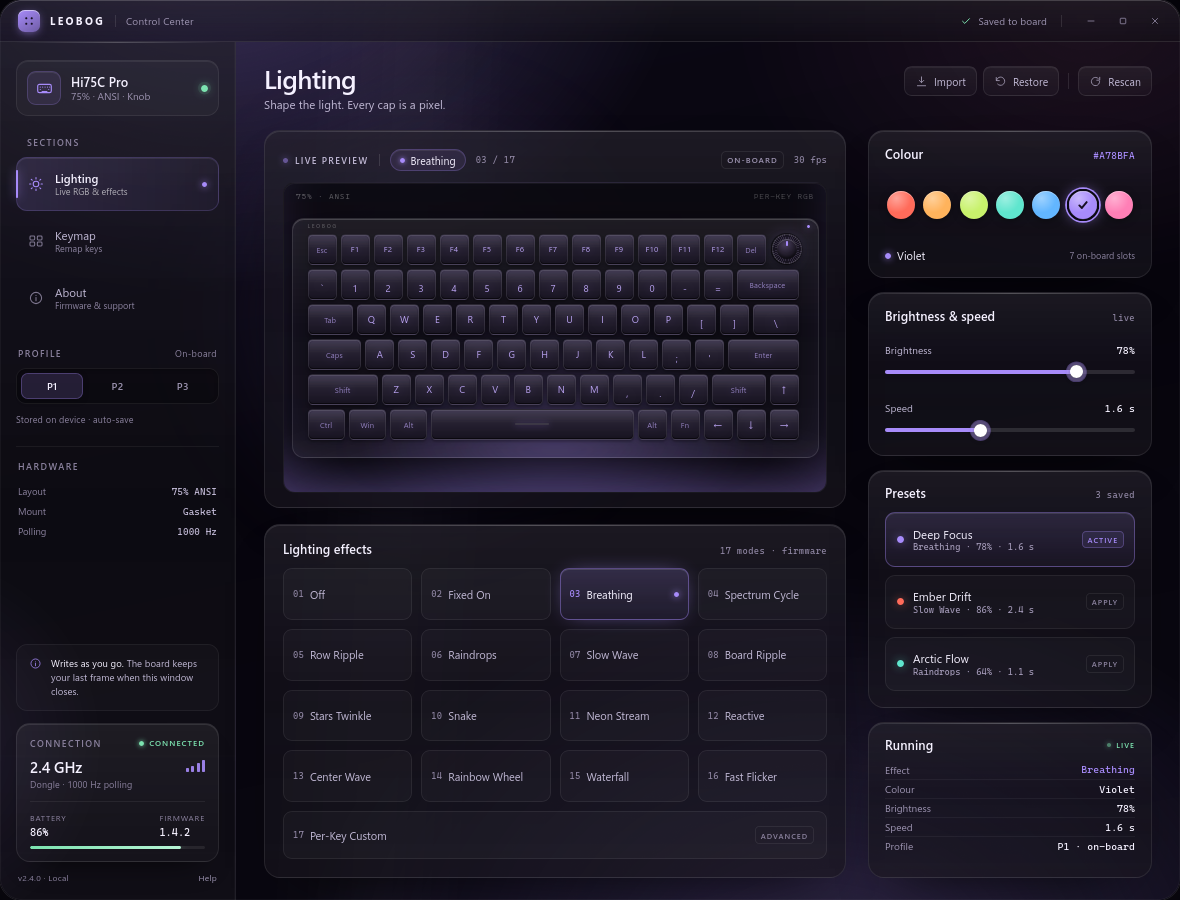 LEOBOG Control Center
Saved to board
Hi75C Pro
75% · ANSI · Knob
SECTIONS
Lighting
Live RGB & effects
Keymap
Remap keys
About
Firmware & support
PROFILE On-board
P1 P2 P3
Stored on device · auto-save
HARDWARE
Layout 75% ANSI
Mount Gasket
Polling 1000 Hz
Writes as you go. The board keeps
your last frame when this window
closes.
CONNECTION CONNECTED
2.4 GHz
Dongle · 1000 Hz polling
BATTERY FIRMWARE
86% 1.4.2
v2.4.0 · Local Help
Lighting
Shape the light. Every cap is a pixel.
Import Restore Rescan
LIVE PREVIEW Breathing 03 / 17 ON-BOARD 30 fps
75% · ANSI PER-KEY RGB
LEOBOG
Esc F1 F2 F3 F4 F5 F6 F7 F8 F9 F10 F11 F12 Del
` 1 2 3 4 5 6 7 8 9 0 - = Backspace
Tab Q W E R T Y U I O P [ ] \
Caps A S D F G H J K L ; ' Enter
Shift Z X C V B N M , . / Shift ↑
Ctrl Win Alt Alt Fn ← ↓ →
Lighting effects 17 modes · firmware
01 Off 02 Fixed On 03 Breathing 04 Spectrum Cycle
05 Row Ripple 06 Raindrops 07 Slow Wave 08 Board Ripple
09 Stars Twinkle 10 Snake 11 Neon Stream 12 Reactive
13 Center Wave 14 Rainbow Wheel 15 Waterfall 16 Fast Flicker
17 Per-Key Custom ADVANCED
Colour #A78BFA
Violet 7 on-board slots
Brightness & speed live
Brightness 78%
Speed 1.6 s
Presets 3 saved
Deep Focus
Breathing · 78% · 1.6 s
ACTIVE
Ember Drift
Slow Wave · 86% · 2.4 s
APPLY
Arctic Flow
Raindrops · 64% · 1.1 s
APPLY
Running LIVE
Effect Breathing
Colour Violet
Brightness 78%
Speed 1.6 s
Profile P1 · on-board